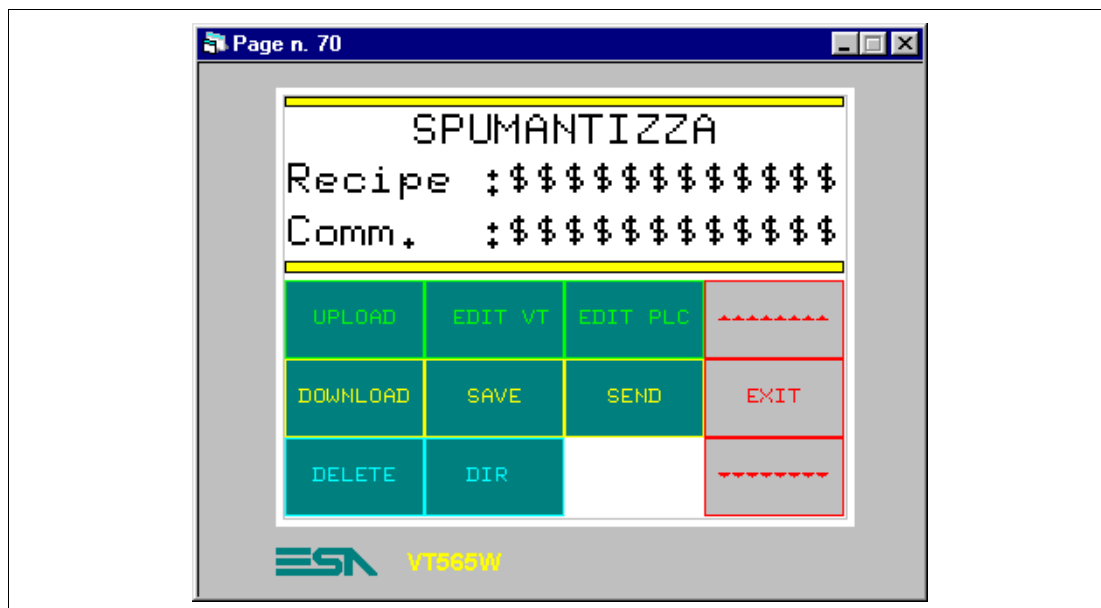 Page n. 70
SPUMANTIZZA
Recipe :$$$$$$$$$$$$
Comm. :$$$$$$$$$$$$
UPLOAD EDIT VT EDIT PLC
DOWNLOAD SAVE SEND EXIT
DELETE DIR
ESA VT565W